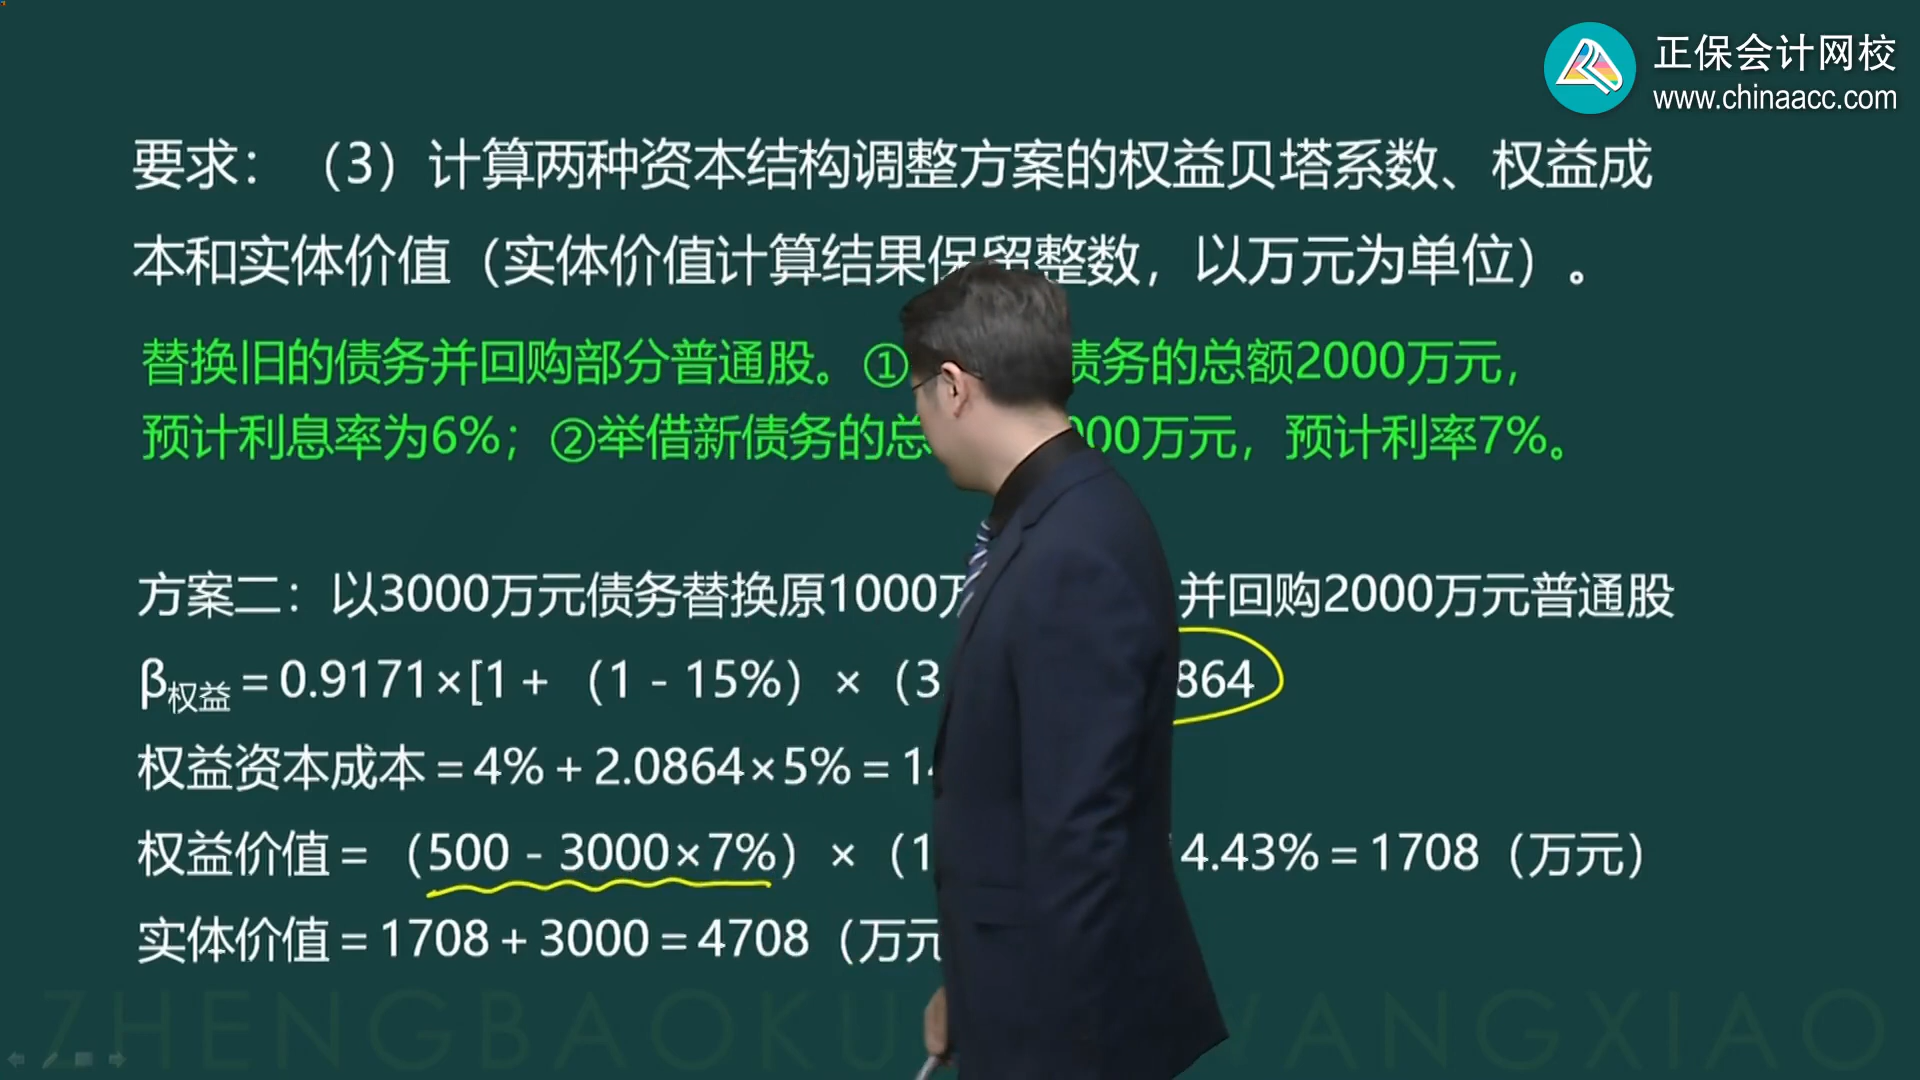 正保会计网校
www.chinaacc.com
要求：（3）计算两种资本结构调整方案的权益贝塔系数、权益成
本和实体价值（实体价值计算结果保留整数，以万元为单位）。
替换旧的债务并回购部分普通股。① 债务的总额2000万元，
预计利息率为6%；②举借新债务的总 000万元，预计利率7%。
方案二：以3000万元债务替换原1000万 并回购2000万元普通股
β权益＝0.9171×[1＋（1－15%）×（3 864
权益资本成本＝4%＋2.0864×5%＝14
权益价值＝（500－3000×7%）×（1 4.43%＝1708（万元）
实体价值＝1708＋3000＝4708（万元
ZHENGBAOKU WANGXIAO